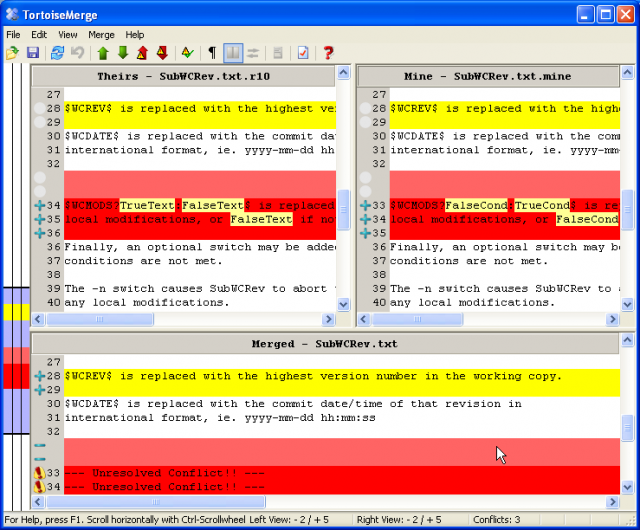 TortoiseMerge
File Edit View Merge Help
Theirs - SubWCRev.txt.r10
27
28 $WCREV$ is replaced with the highest ver
29
30 $WCDATE$ is replaced with the commit da
31 international format, ie. yyyy-mm-dd hh
32
34 $WCMODS?TrueText:FalseText$ is replaced
35 local modifications, or FalseText if no
36
36 Finally, an optional switch may be adde
37 conditions are not met.
38
39 The -n switch causes SubWCRev to abort
40 any local modifications.
Mine - SubWCRev.txt.mine
27
28 $WCREV$ is replaced with the high
29
30 $WCDATE$ is replaced with the com
31 international format, ie. yyyy-mm
32
33 $WCMODS?FalseCond:TrueCond$ is re
34 local modifications, or FalseCond
35
36 Finally, an optional switch may b
37 conditions are not met.
38
39 The -n switch causes SubWCRev to
40 any local modifications.
Merged - SubWCRev.txt
27
28 $WCREV$ is replaced with the highest version number in the working copy.
29
30 $WCDATE$ is replaced with the commit date/time of that revision in
31 international format, ie. yyyy-mm-dd hh:mm:ss
32
33 --- Unresolved Conflict!! ---
34 --- Unresolved Conflict!! ---
For Help, press F1. Scroll horizontally with Ctrl-Scrollwheel Left View: - 2 / + 5 Right View: - 2 / + 5 Conflicts: 3